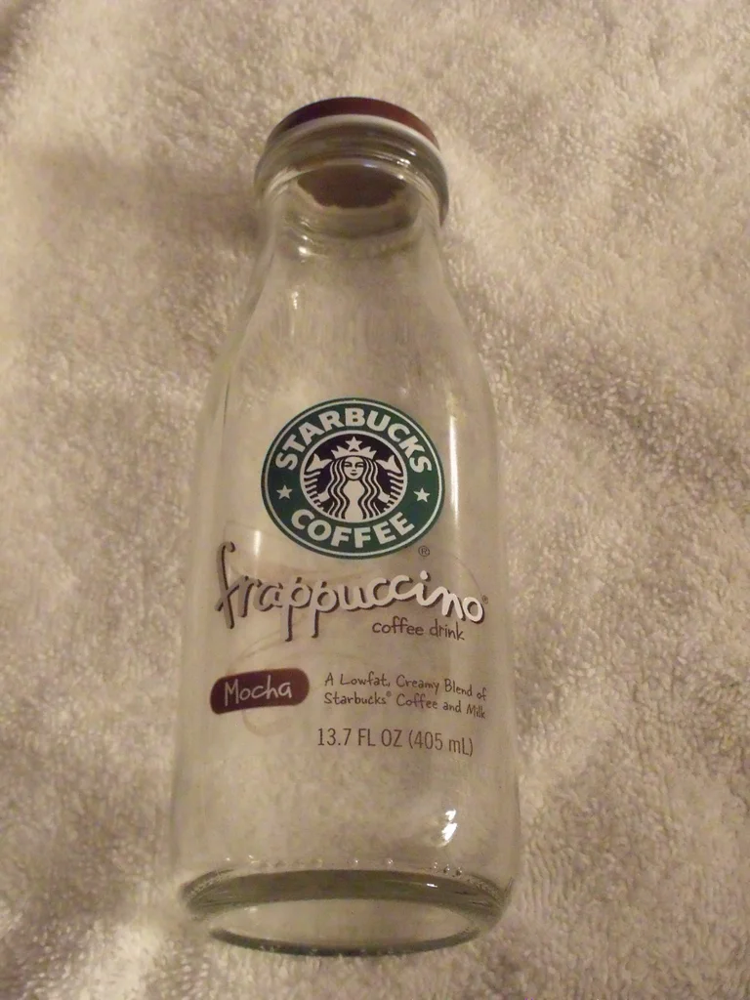 STARBUCKS
COFFEE
®
frappuccino®
coffee drink
Mocha
A Lowfat, Creamy Blend of
Starbucks® Coffee and Milk
13.7 FL OZ (405 mL)